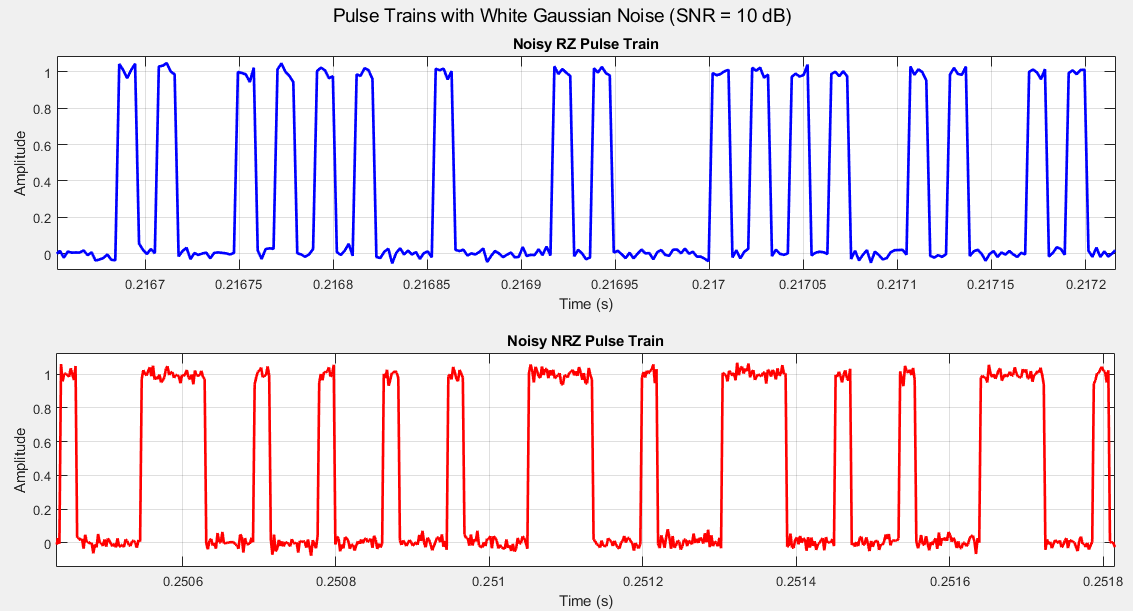 Pulse Trains with White Gaussian Noise (SNR = 10 dB)
Noisy RZ Pulse Train
1
0.8
0.6
0.4
0.2
0
Amplitude
0.2167 0.21675 0.2168 0.21685 0.2169 0.21695 0.217 0.21705 0.2171 0.21715 0.2172
Time (s)
Noisy NRZ Pulse Train
1
0.8
0.6
0.4
0.2
0
Amplitude
0.2506 0.2508 0.251 0.2512 0.2514 0.2516 0.2518
Time (s)